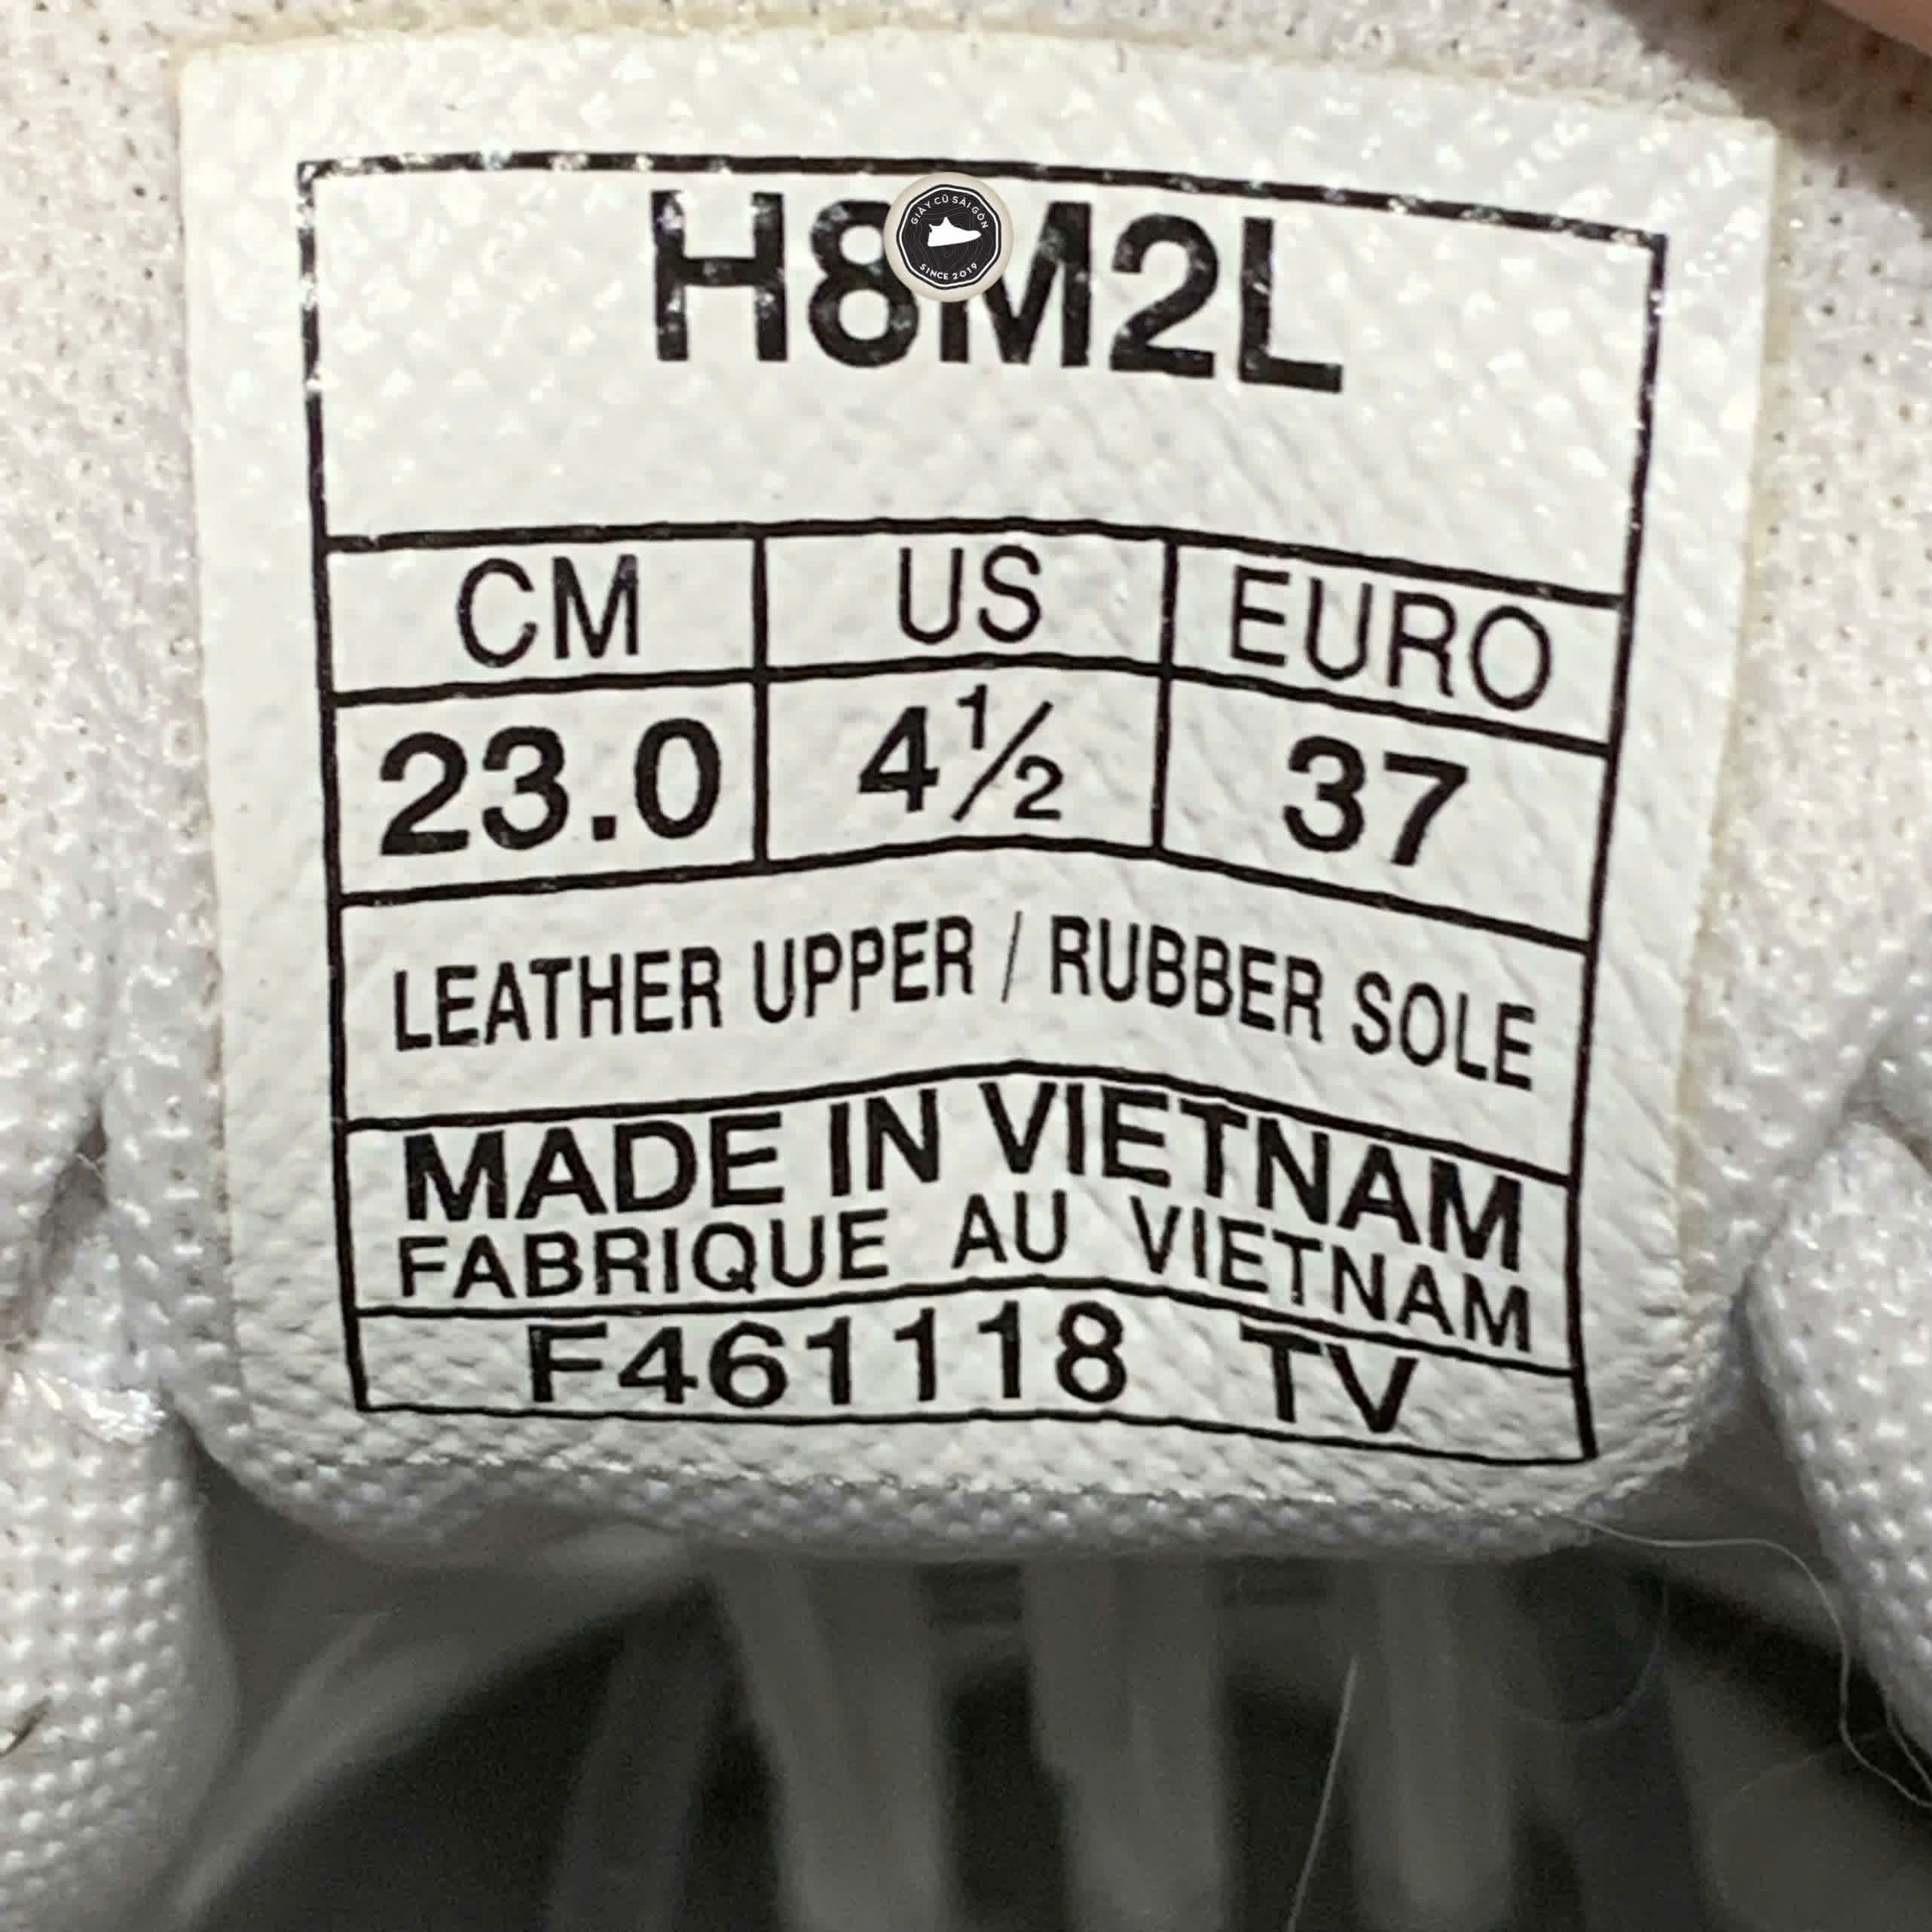 H8M2L
GIÀY CŨ SÀI GÒN
SINCE 2019
CM US EURO
23.0 4½ 37
LEATHER UPPER / RUBBER SOLE
MADE IN VIETNAM
FABRIQUE AU VIETNAM
F461118 TV